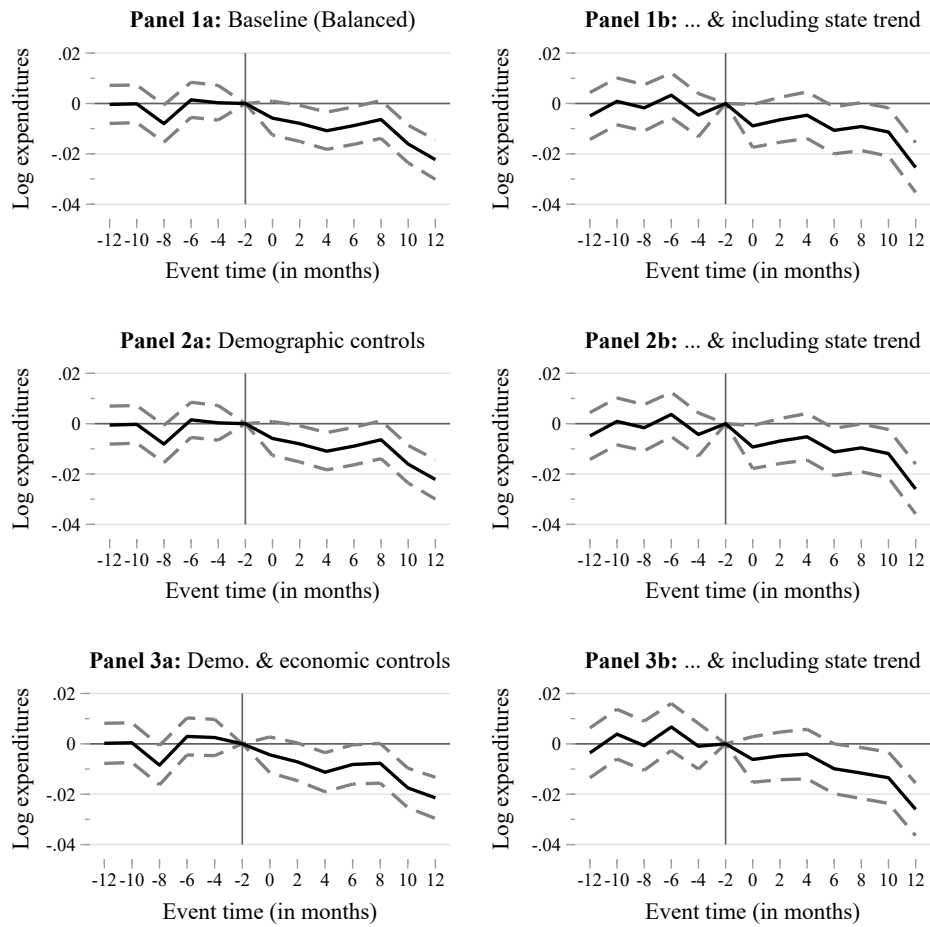 Panel 1a: Baseline (Balanced)
Log expenditures
.02
0
-.02
-.04
-12 -10 -8 -6 -4 -2 0 2 4 6 8 10 12
Event time (in months)
Panel 1b: ... & including state trend
Log expenditures
.02
0
-.02
-.04
-12 -10 -8 -6 -4 -2 0 2 4 6 8 10 12
Event time (in months)
Panel 2a: Demographic controls
Log expenditures
.02
0
-.02
-.04
-12 -10 -8 -6 -4 -2 0 2 4 6 8 10 12
Event time (in months)
Panel 2b: ... & including state trend
Log expenditures
.02
0
-.02
-.04
-12 -10 -8 -6 -4 -2 0 2 4 6 8 10 12
Event time (in months)
Panel 3a: Demo. & economic controls
Log expenditures
.02
0
-.02
-.04
-12 -10 -8 -6 -4 -2 0 2 4 6 8 10 12
Event time (in months)
Panel 3b: ... & including state trend
Log expenditures
.02
0
-.02
-.04
-12 -10 -8 -6 -4 -2 0 2 4 6 8 10 12
Event time (in months)